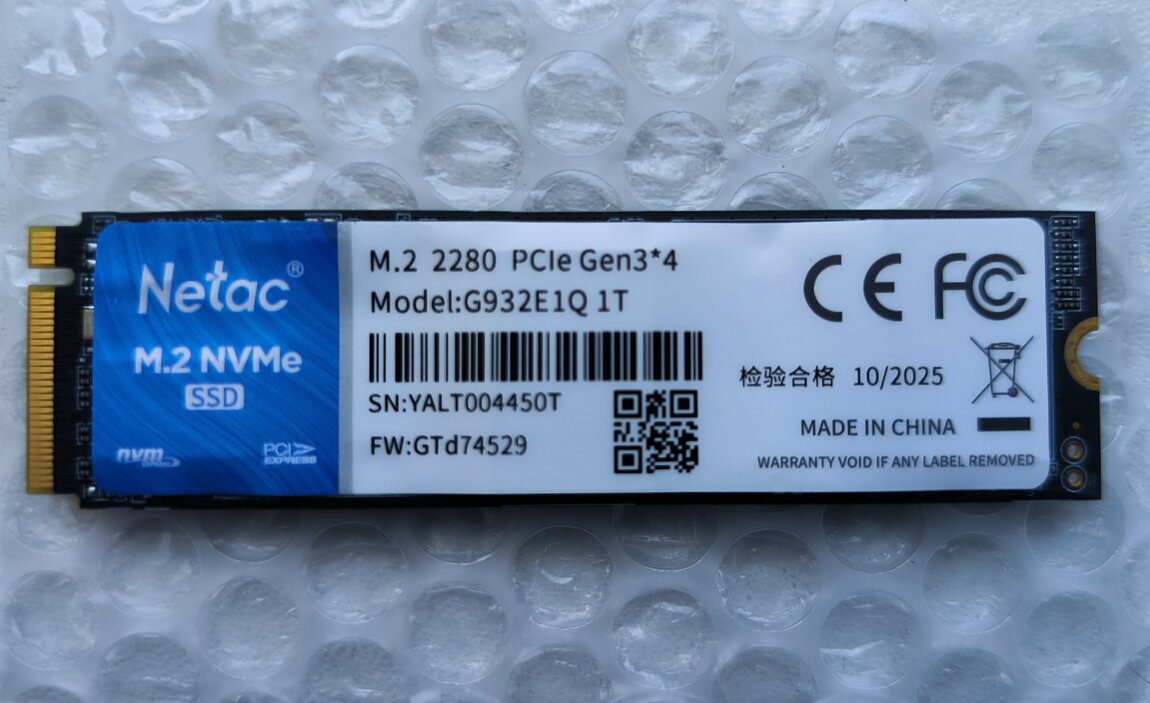 Netac®
M.2 NVMe
SSD
nvm
EXPRESS
PCI
EXPRESS
M.2 2280 PCIe Gen3*4
Model:G932E1Q 1T
SN:YALT004450T
FW:GTd74529
CE FC
检验合格 10/2025
MADE IN CHINA
WARRANTY VOID IF ANY LABEL REMOVED